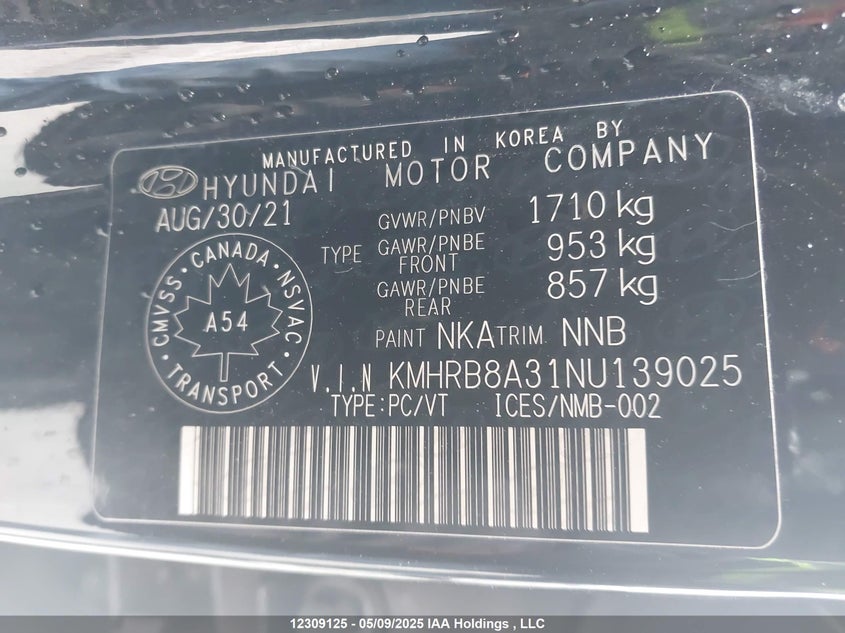 MANUFACTURED IN KOREA BY
HYUNDAI MOTOR COMPANY
AUG/30/21
GVWR/PNBV 1710 kg
TYPE GAWR/PNBE FRONT 953 kg
GAWR/PNBE REAR 857 kg
PAINT NKA TRIM NNB
CMVSS · CANADA · NSVAC · TRANSPORT ·
A54
V.I.N KMHRB8A31NU139025
TYPE:PC/VT ICES/NMB-002
12309125 - 05/09/2025 IAA Holdings , LLC